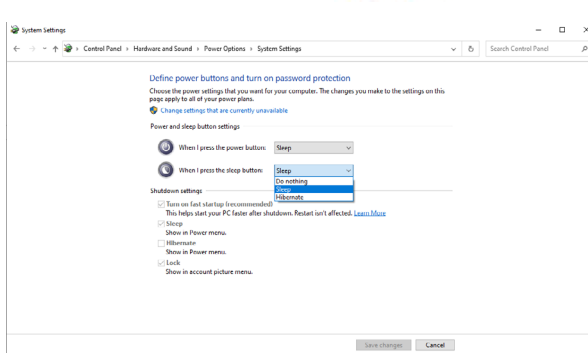 System Settings
Control Panel > Hardware and Sound > Power Options > System Settings
Search Control Panel
Define power buttons and turn on password protection
Choose the power settings that you want for your computer. The changes you make to the settings on this
page apply to all of your power plans.
Change settings that are currently unavailable
Power and sleep button settings
When I press the power button: Sleep
When I press the sleep button: Sleep
Do nothing
Sleep
Hibernate
Shutdown settings
Turn on fast startup (recommended)
This helps start your PC faster after shutdown. Restart isn't affected. Learn More
Sleep
Show in Power menu.
Hibernate
Show in Power menu.
Lock
Show in account picture menu.
Save changes Cancel